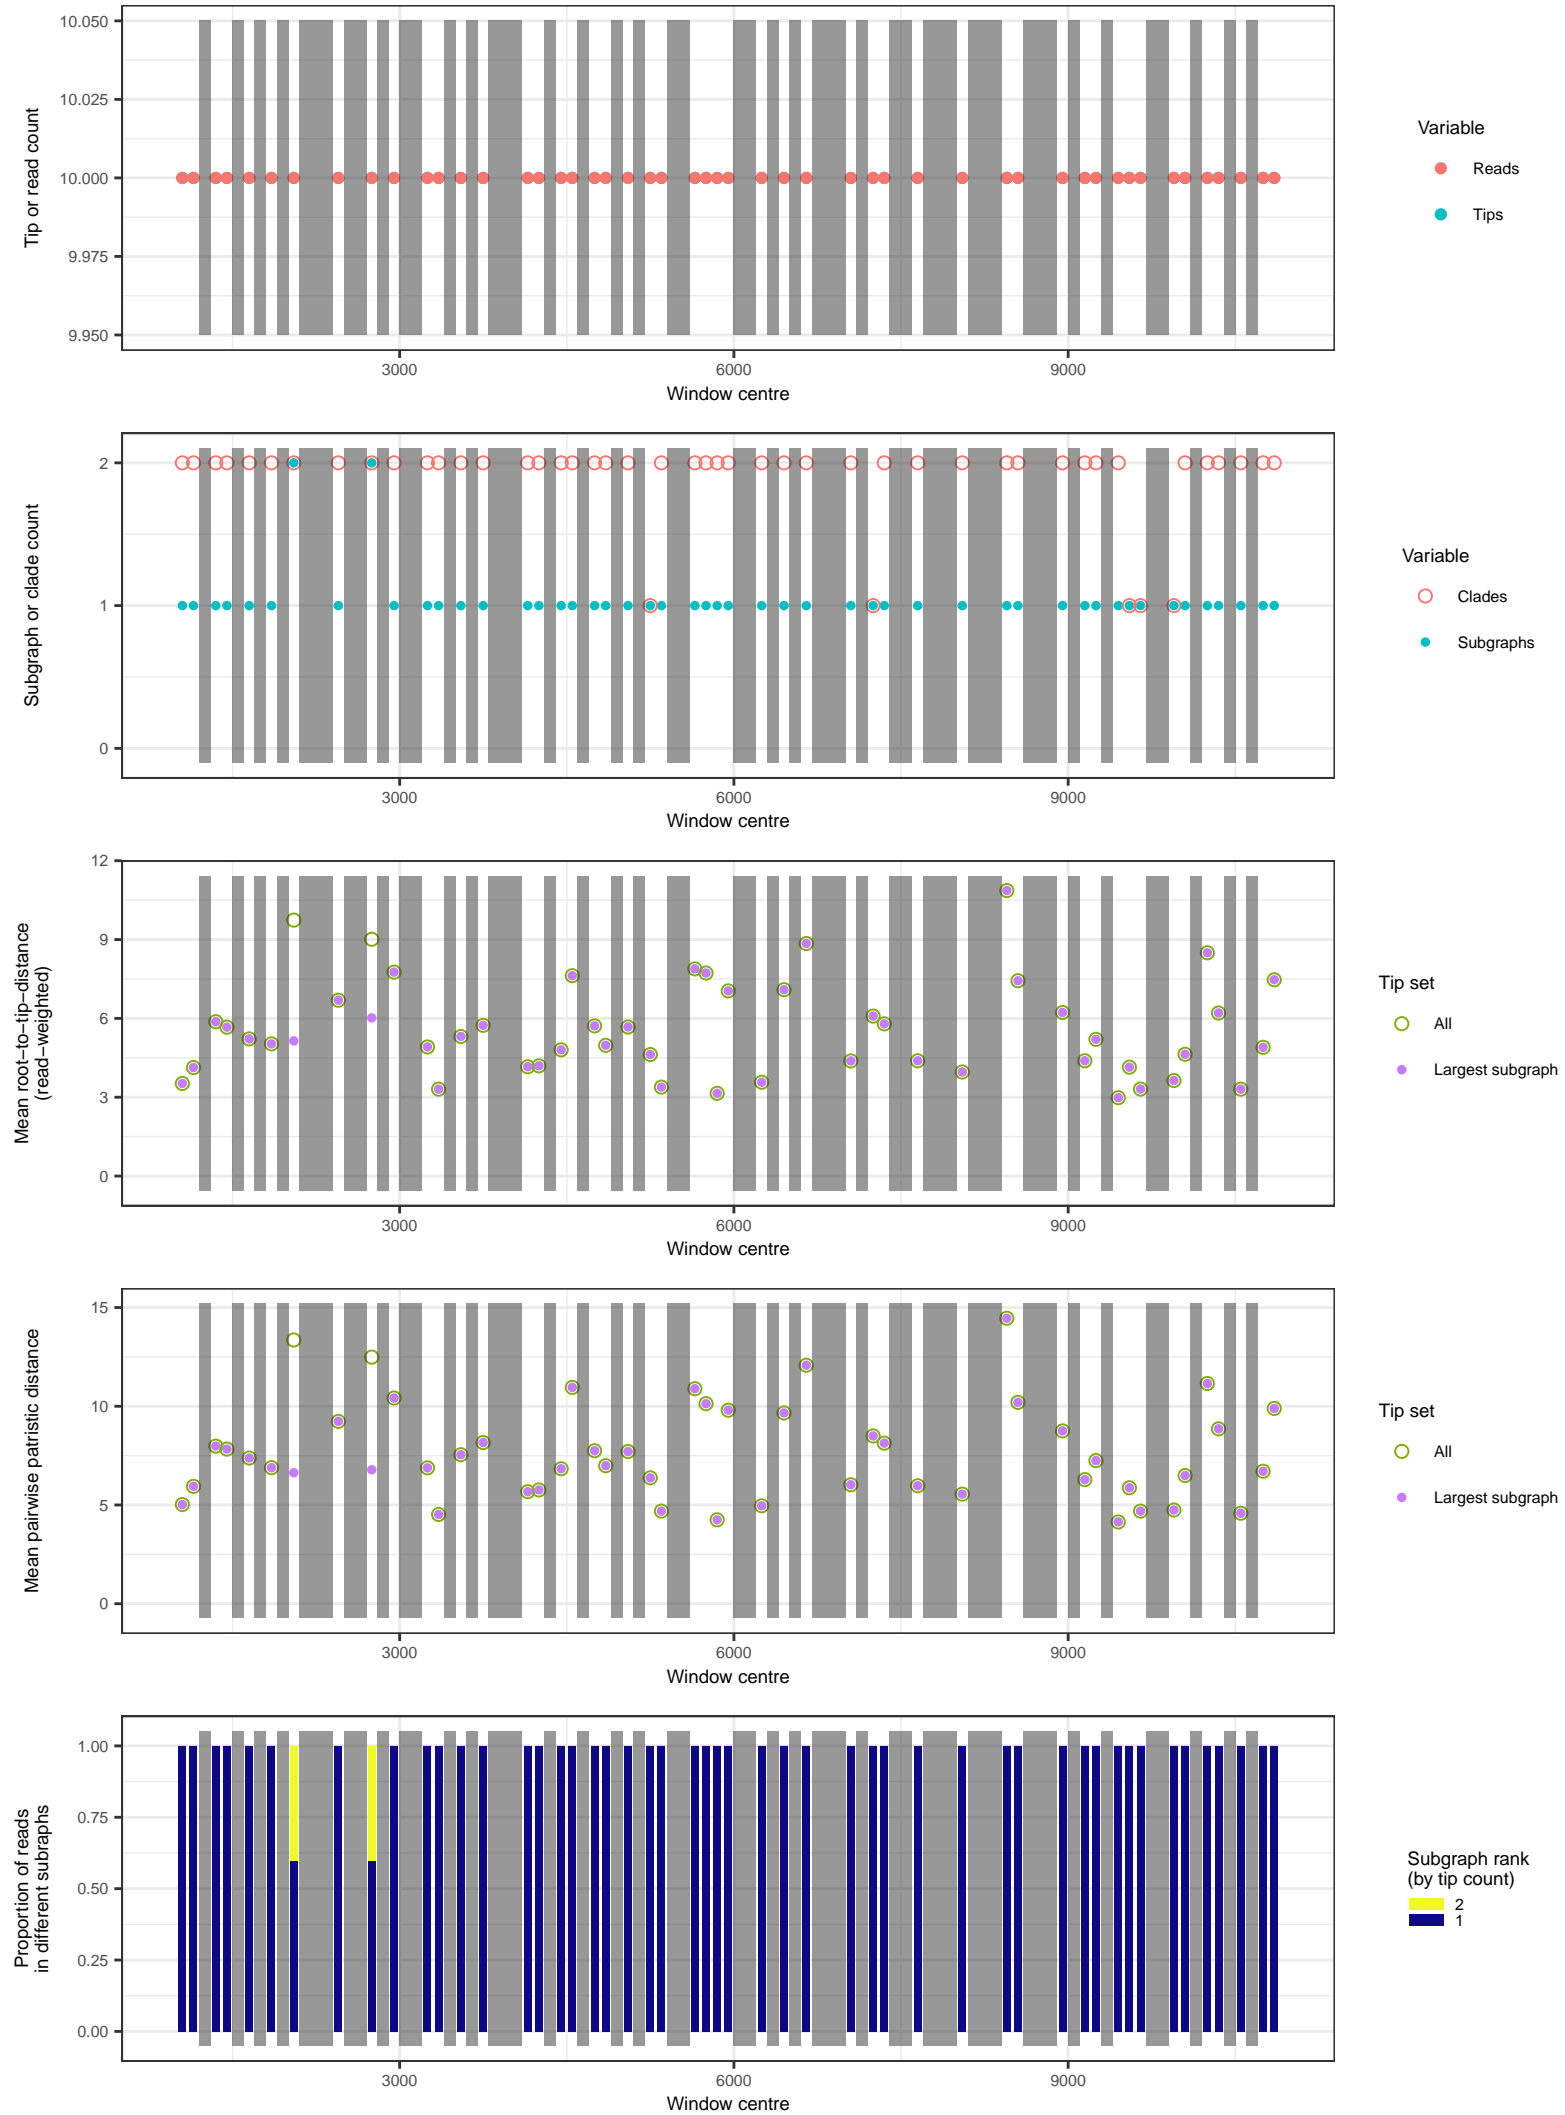 10.050
10.025
10.000
9.975
9.950
Tip or read count
3000
6000
9000
Window centre
Variable
Reads
Tips
2
1
0
Subgraph or clade count
3000
6000
9000
Window centre
Variable
Clades
Subgraphs
12
9
6
3
0
Mean root−to−tip−distance
(read−weighted)
3000
6000
9000
Window centre
Tip set
All
Largest subgraph
15
10
5
0
Mean pairwise patristic distance
3000
6000
9000
Window centre
Tip set
All
Largest subgraph
1.00
0.75
0.50
0.25
0.00
Proportion of reads
in different subraphs
3000
6000
9000
Window centre
Subgraph rank
(by tip count)
2
1